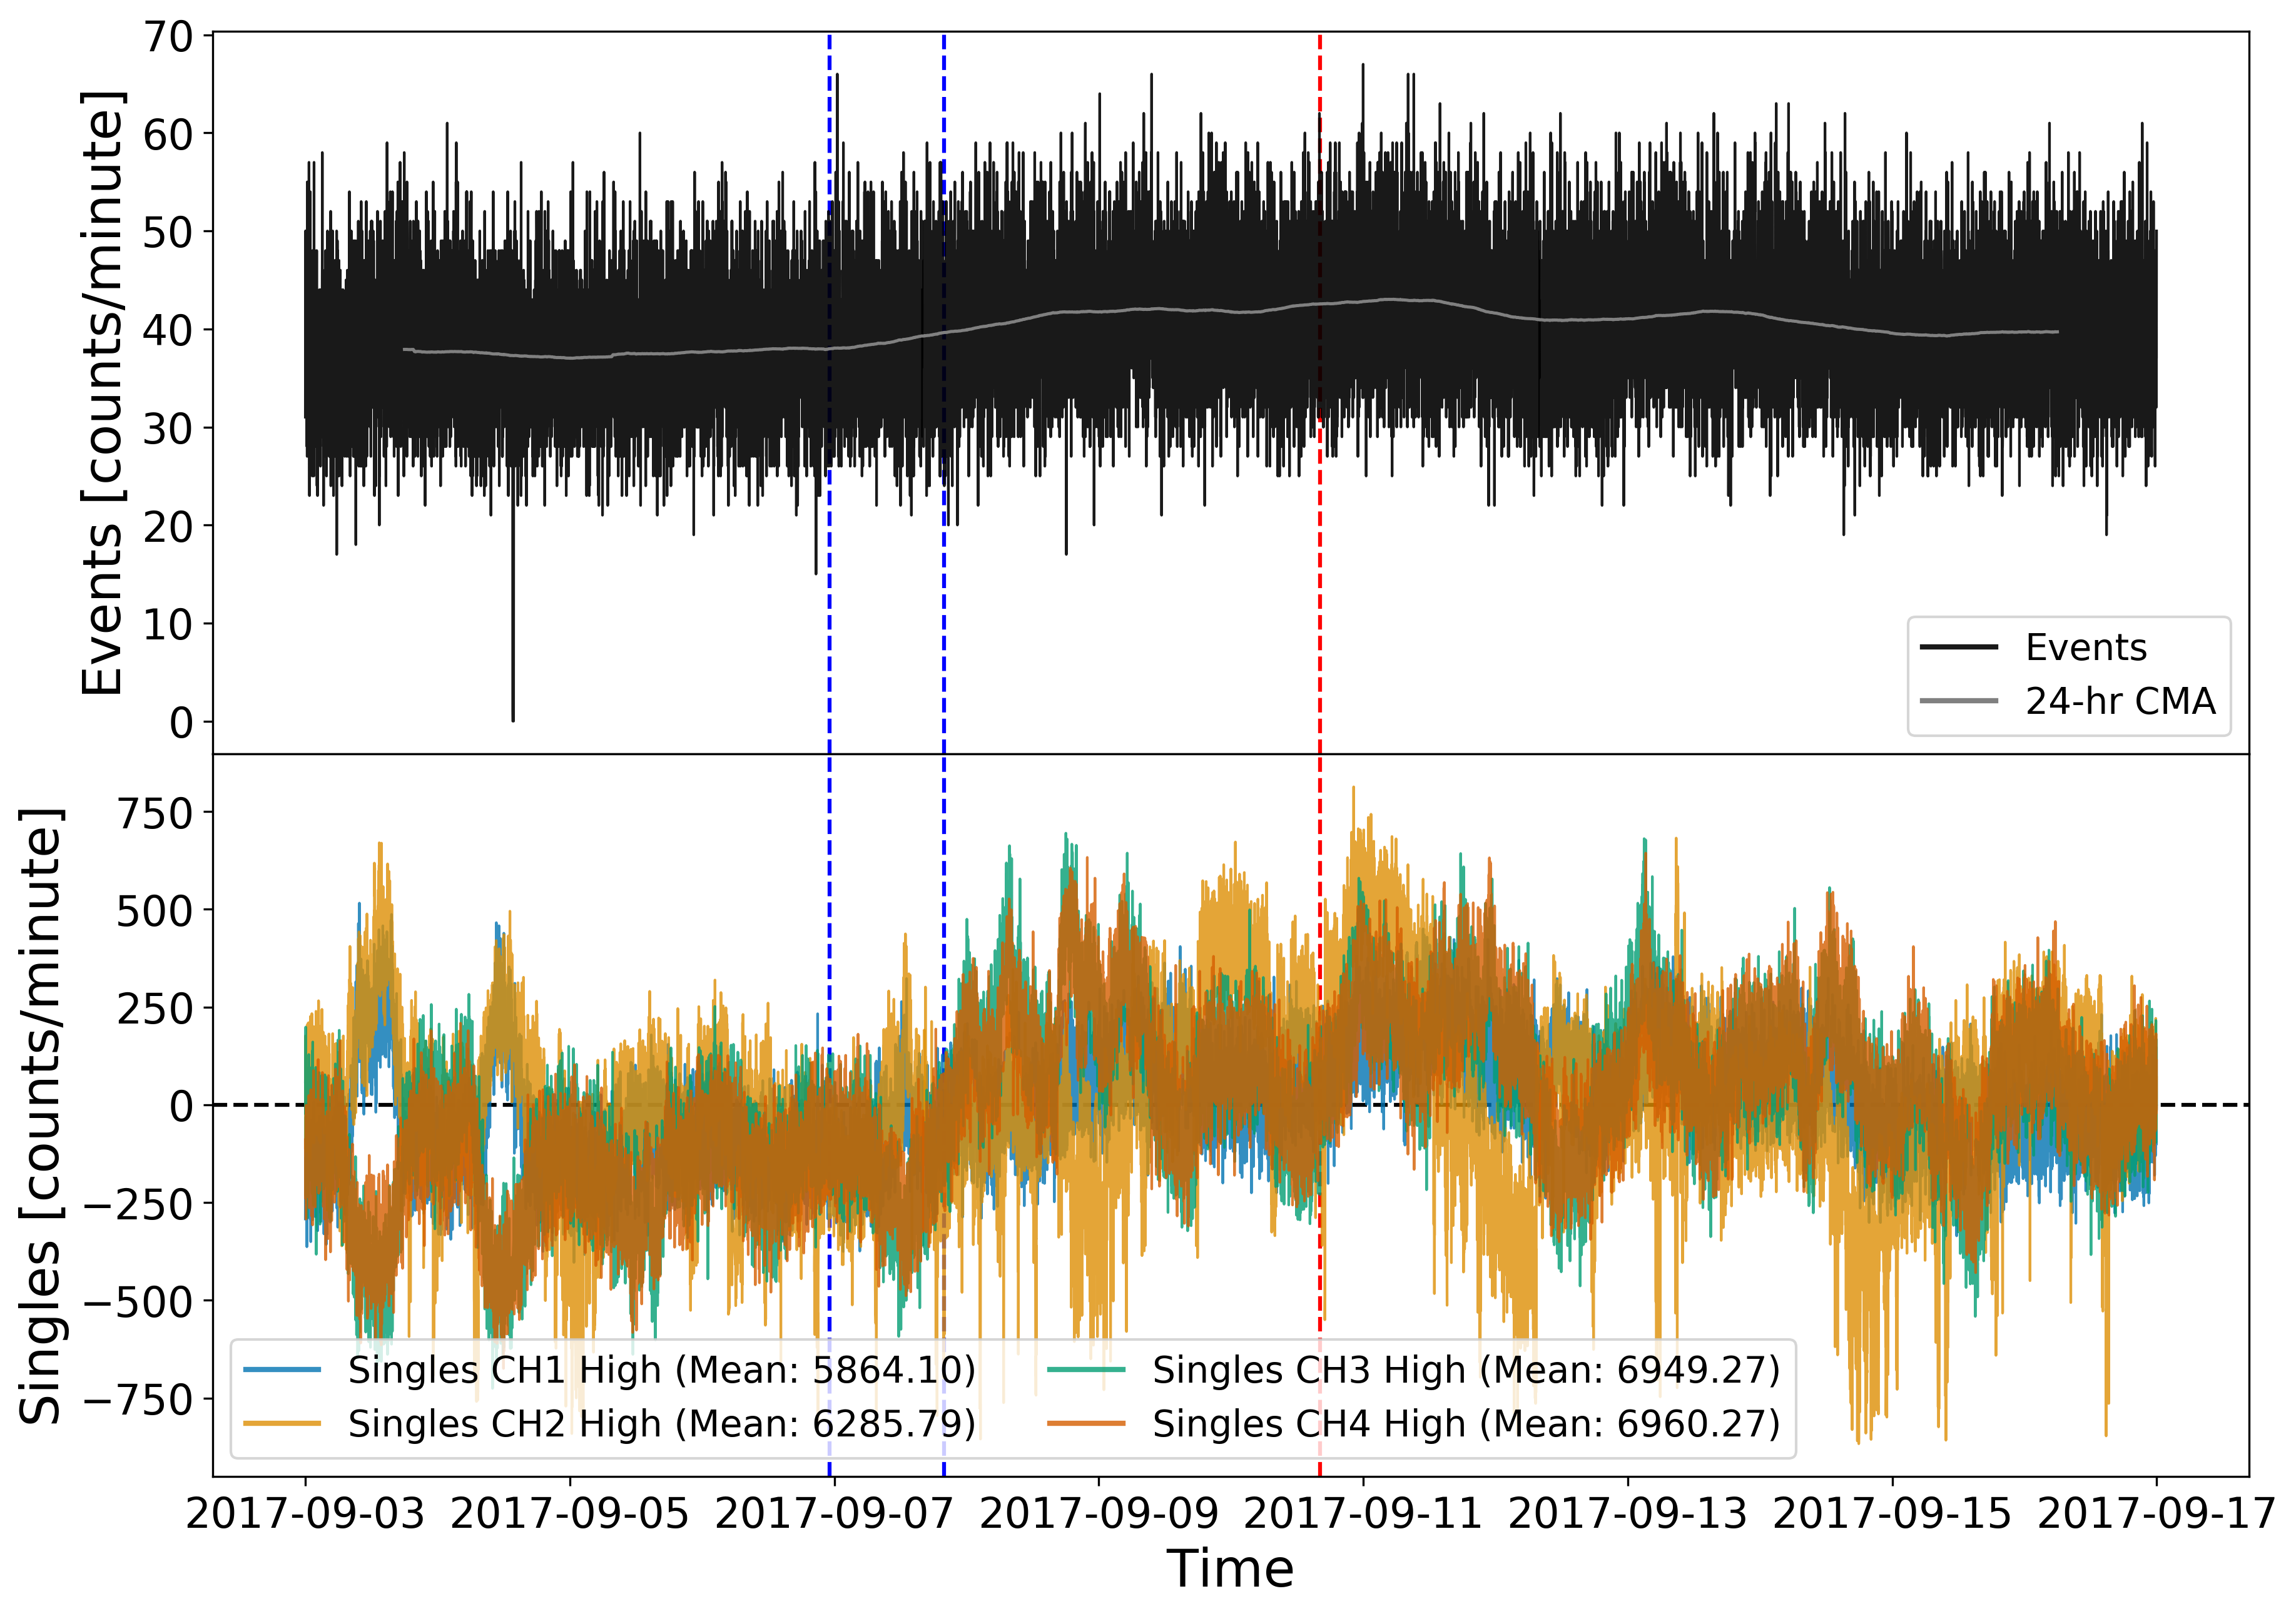 70
60
50
40
30
20
10
0
Events [counts/minute]
Events
24-hr CMA
750
500
250
0
−250
−500
−750
Singles [counts/minute]
Singles CH1 High (Mean: 5864.10)
Singles CH2 High (Mean: 6285.79)
Singles CH3 High (Mean: 6949.27)
Singles CH4 High (Mean: 6960.27)
2017-09-03 2017-09-05 2017-09-07 2017-09-09 2017-09-11 2017-09-13 2017-09-15 2017-09-17
Time